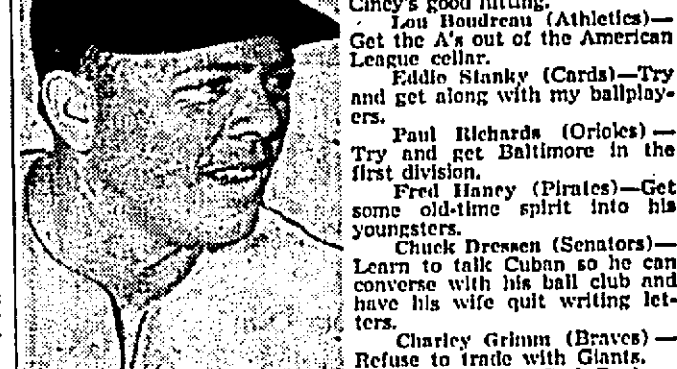 Cincy's good hitting.
Lou Boudreau (Athletics)—
Get the A's out of the American
League cellar.
Eddie Stanky (Cards)—Try
and get along with my ballplay-
ers.
Paul Richards (Orioles) —
Try and get Baltimore in the
first division.
Fred Haney (Pirates)—Get
some old-time spirit into his
youngsters.
Chuck Dressen (Senators)—
Learn to talk Cuban so he can
converse with his ball club and
have his wife quit writing let-
ters.
Charley Grimm (Braves) —
Refuse to trade with Giants.